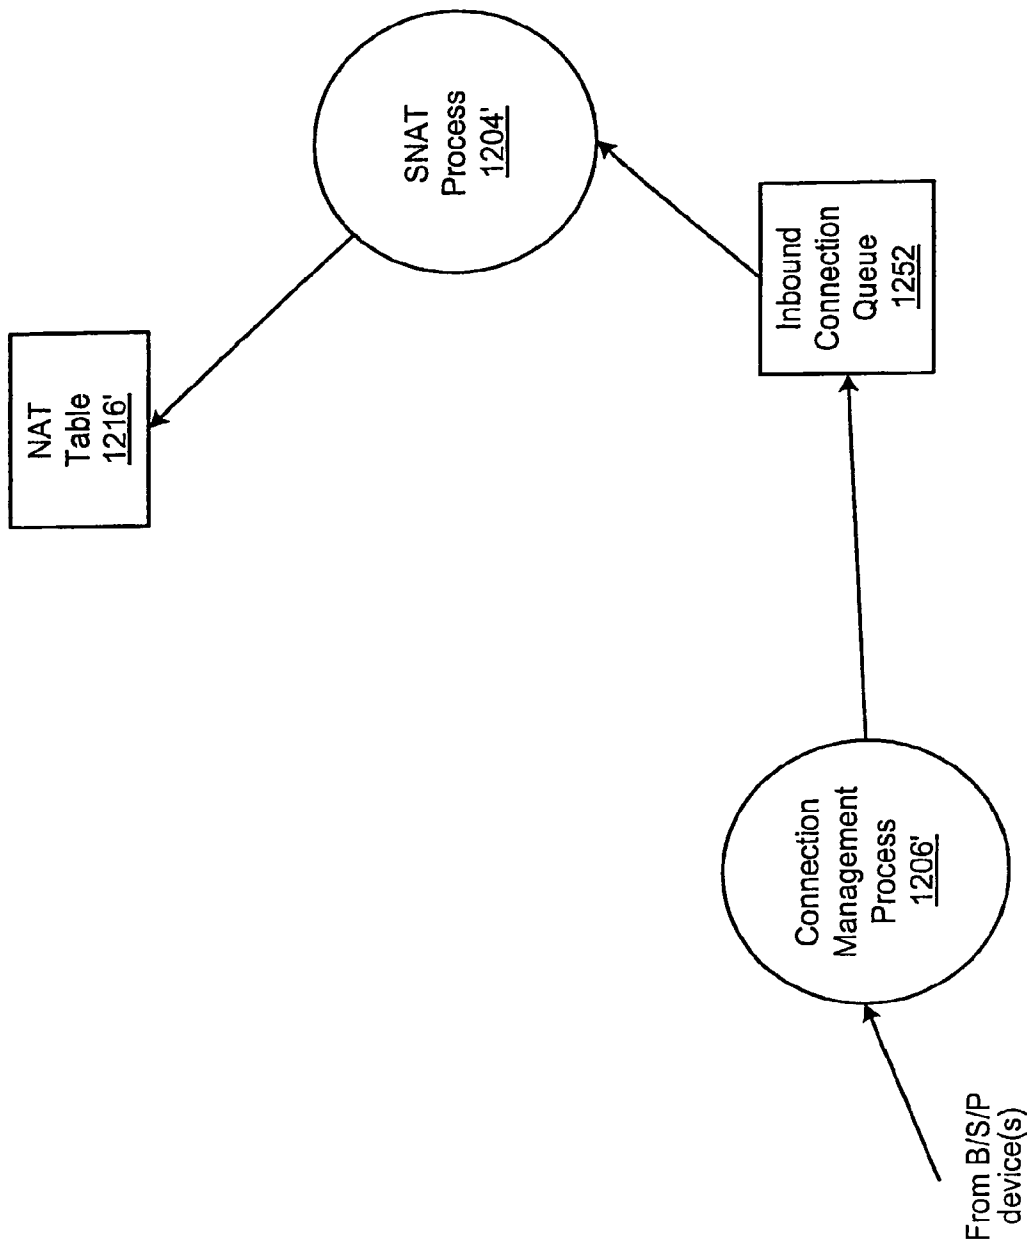 From B/S/P
device(s)
Connection
Management
Process
1206'
Inbound
Connection
Queue
1252
SNAT
Process
1204'
NAT
Table
1216'